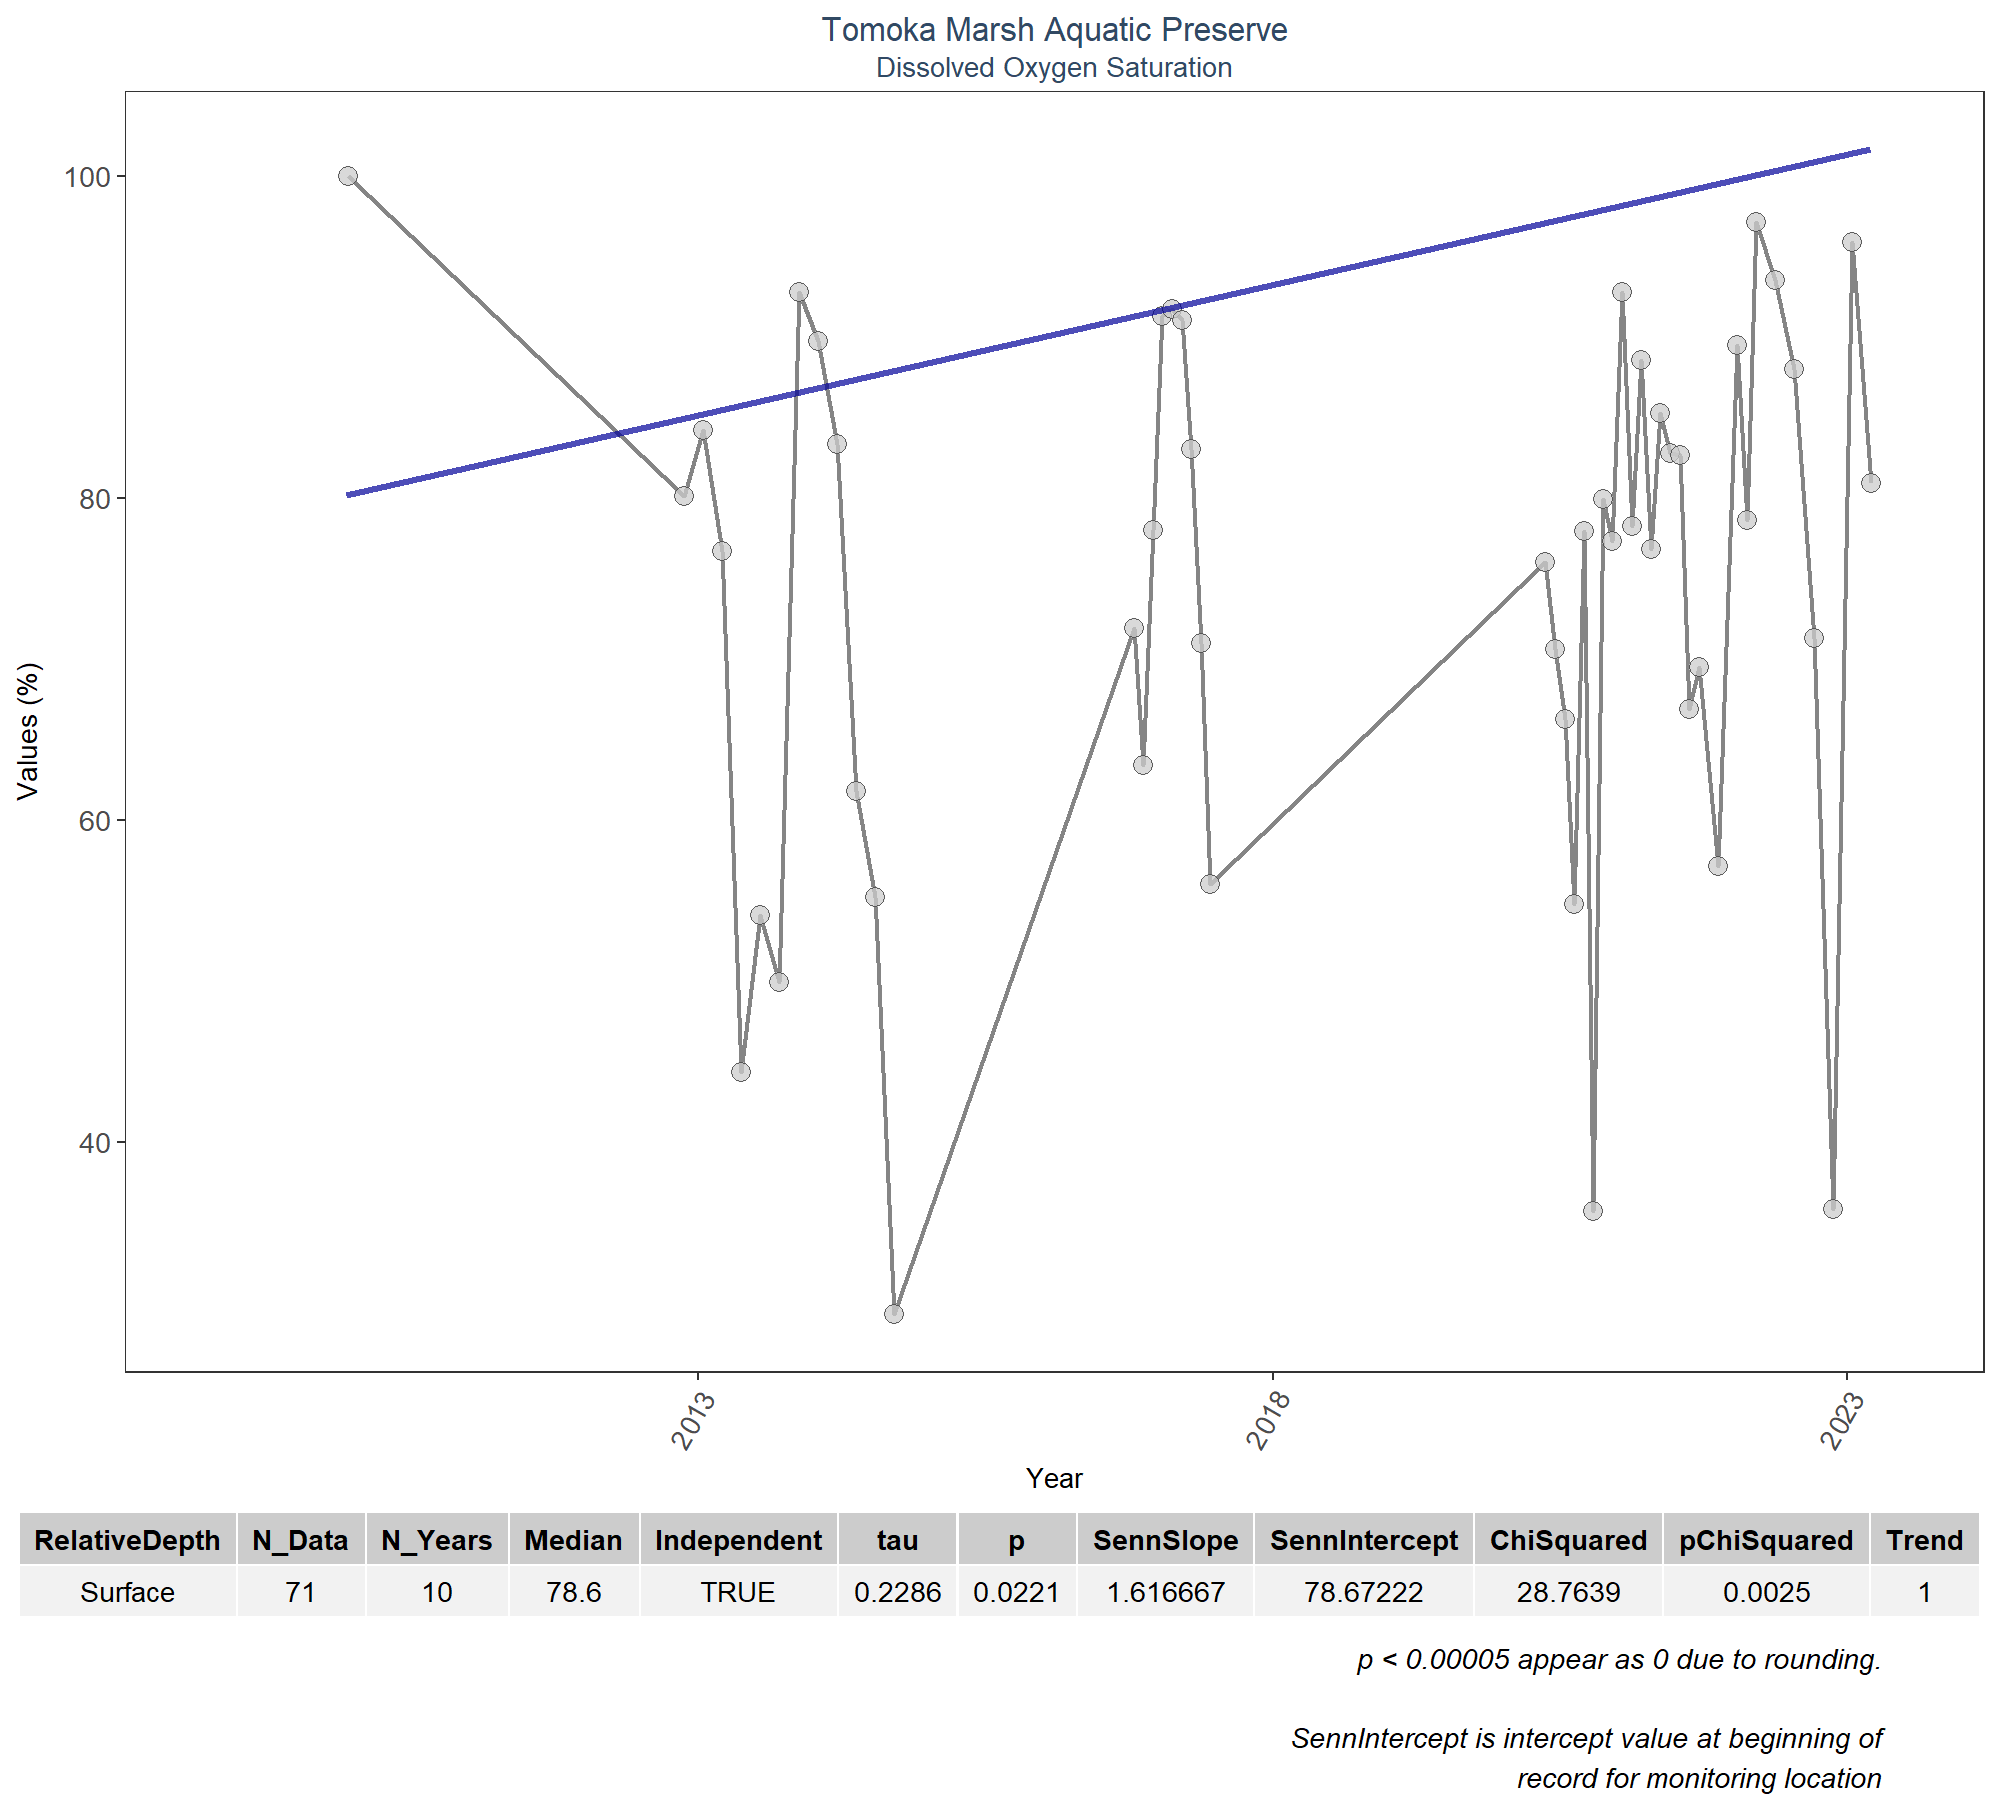 Tomoka Marsh Aquatic Preserve
Dissolved Oxygen Saturation
100
80
60
40
Values (%)
2013
2018
2023
Year
RelativeDepth N_Data N_Years Median Independent tau p SennSlope SennIntercept ChiSquared pChiSquared Trend
Surface 71 10 78.6 TRUE 0.2286 0.0221 1.616667 78.67222 28.7639 0.0025 1
p < 0.00005 appear as 0 due to rounding.
SennIntercept is intercept value at beginning of
record for monitoring location